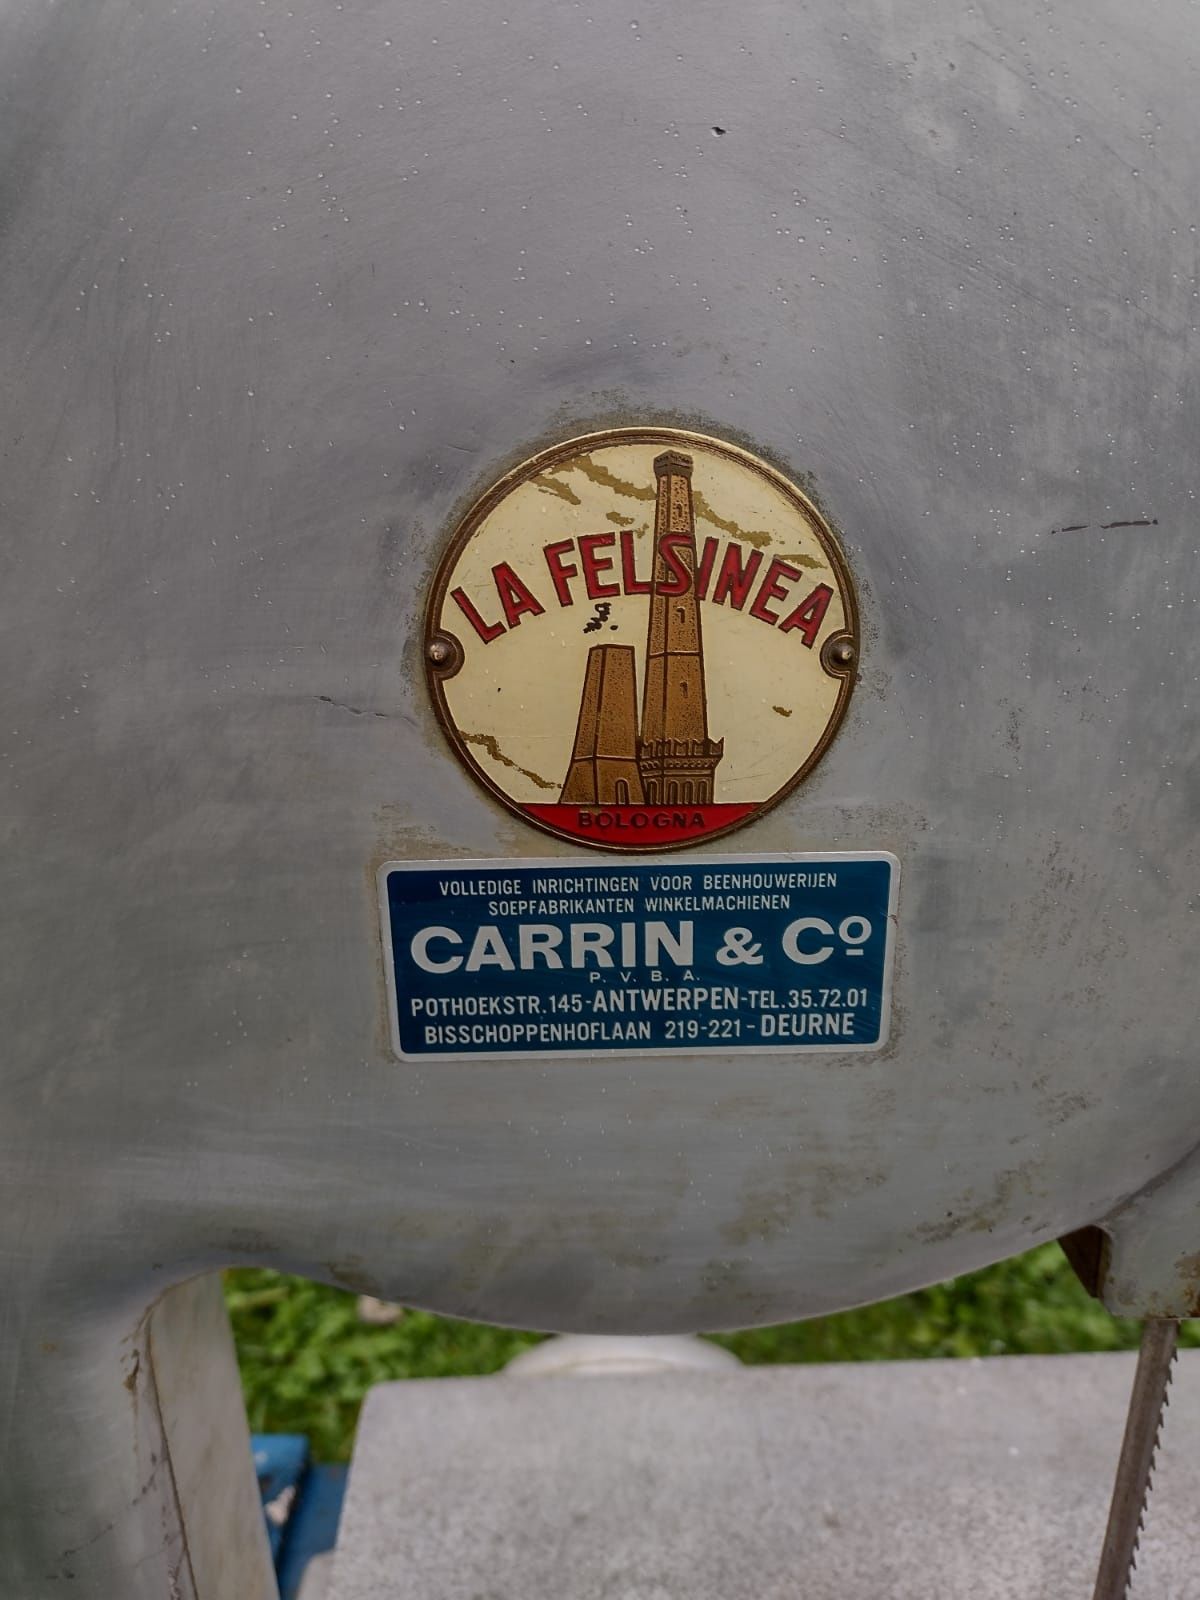 LA FELSINEA
BOLOGNA
VOLLEDIGE INRICHTINGEN VOOR BEENHOUWERIJEN
SOEPFABRIKANTEN WINKELMACHIENEN
CARRIN & Cº
P. V. B. A.
POTHOEKSTR. 145-ANTWERPEN-TEL. 35.72.01
BISSCHOPPENHOFLAAN 219-221-DEURNE